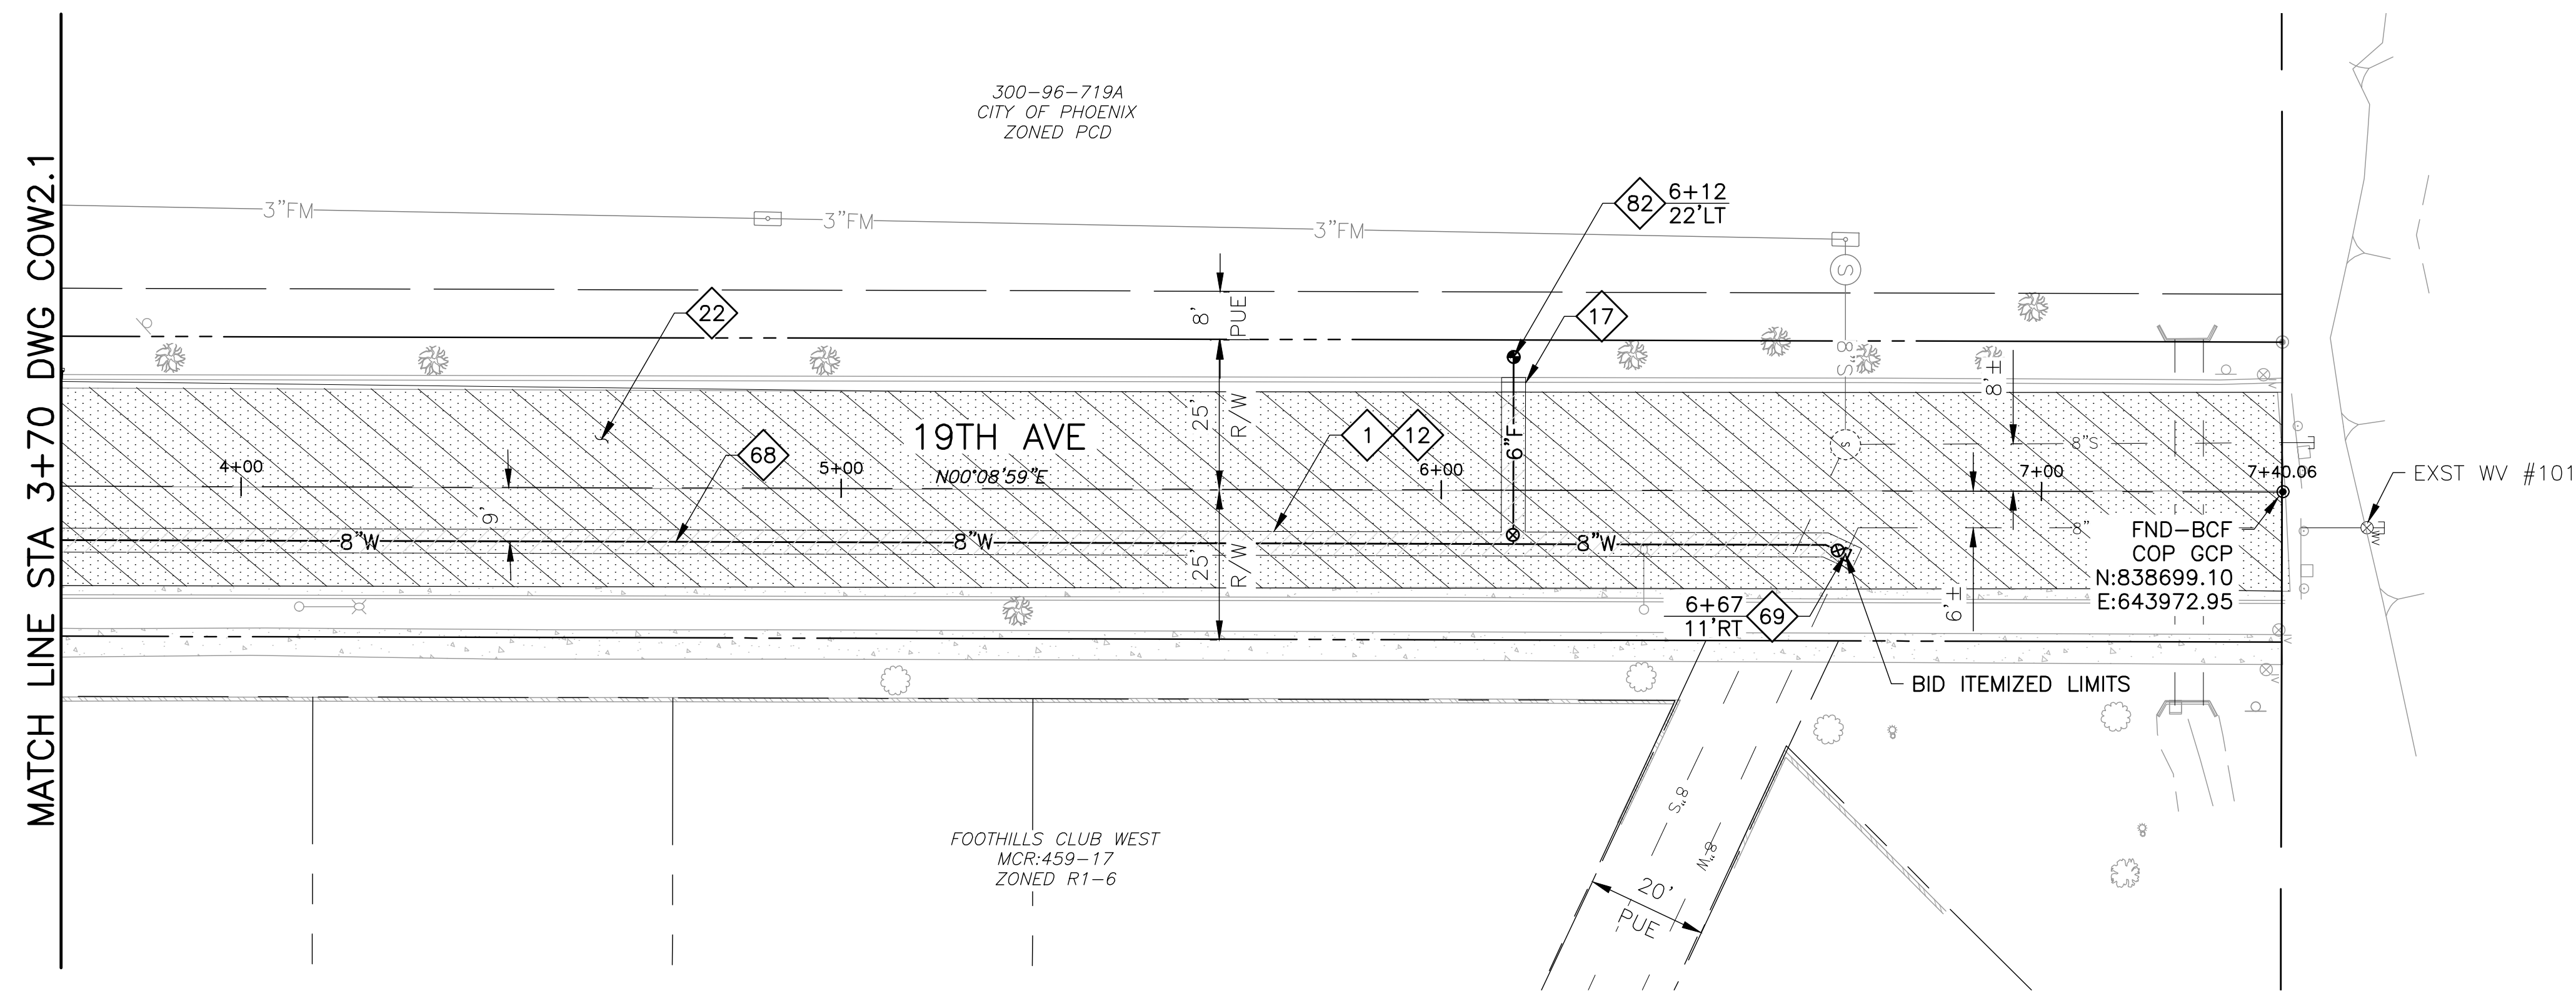 MATCH LINE STA 3+70 DWG COW2.1
300-96-719A
CITY OF PHOENIX
ZONED PCD
3"FM
3"FM
3"FM
82
6+12
22'LT
S
22
8'
PUE
17
8"S
25'
R/W
19TH AVE
N00°08'59"E
1
12
6"F
8'±
S
8"S
68
4+00
5+00
6+00
7+00
7+40.06
EXST WV #101
WV
9'
8"W
8"W
8"W
8"
25'
R/W
FND-BCF
COP GCP
N:838699.10
E:643972.95
6+67
11'RT
69
6'±
V
V
V
BID ITEMIZED LIMITS
8"S
8"W
20'
PUE
FOOTHILLS CLUB WEST
MCR:459-17
ZONED R1-6